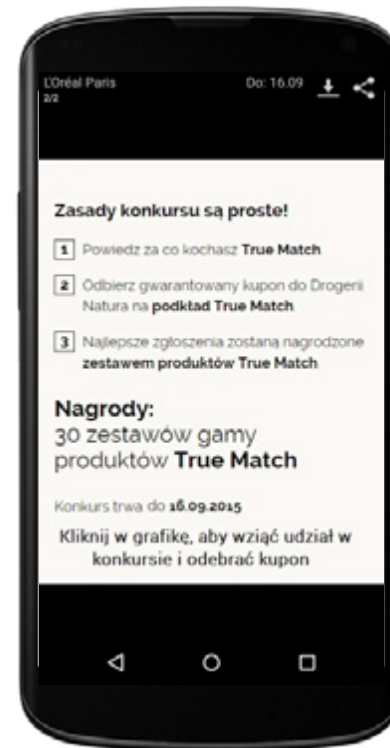 L'Oréal Paris
2/2
Do: 16.09
Zasady konkursu są proste!
1 Powiedz za co kochasz True Match
2 Odbierz gwarantowany kupon do Drogerii
Natura na podkład True Match
3 Najlepsze zgłoszenia zostaną nagrodzone
zestawem produktów True Match
Nagrody:
30 zestawów gamy
produktów True Match
Konkurs trwa do 16.09.2015
Kliknij w grafikę, aby wziąć udział w
konkursie i odebrać kupon